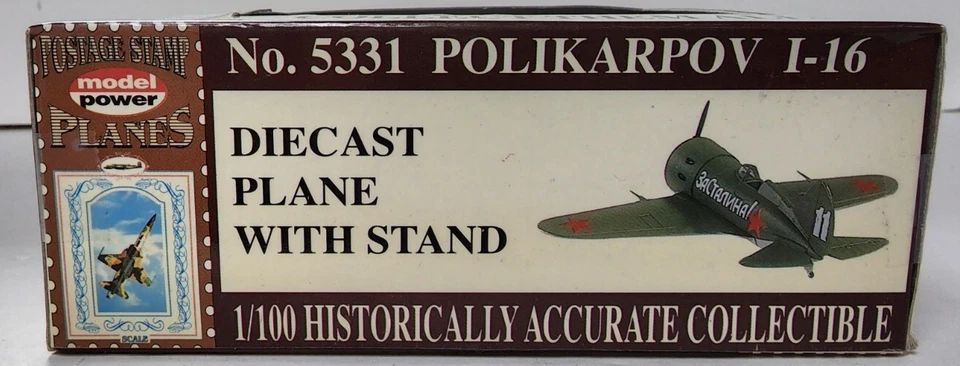 POSTAGE STAMP
model
power
PLANES
SCALE
No. 5331 POLIKARPOV I-16
DIECAST
PLANE
WITH STAND
ЗА СТАЛИНА!
11
1/100 HISTORICALLY ACCURATE COLLECTIBLE